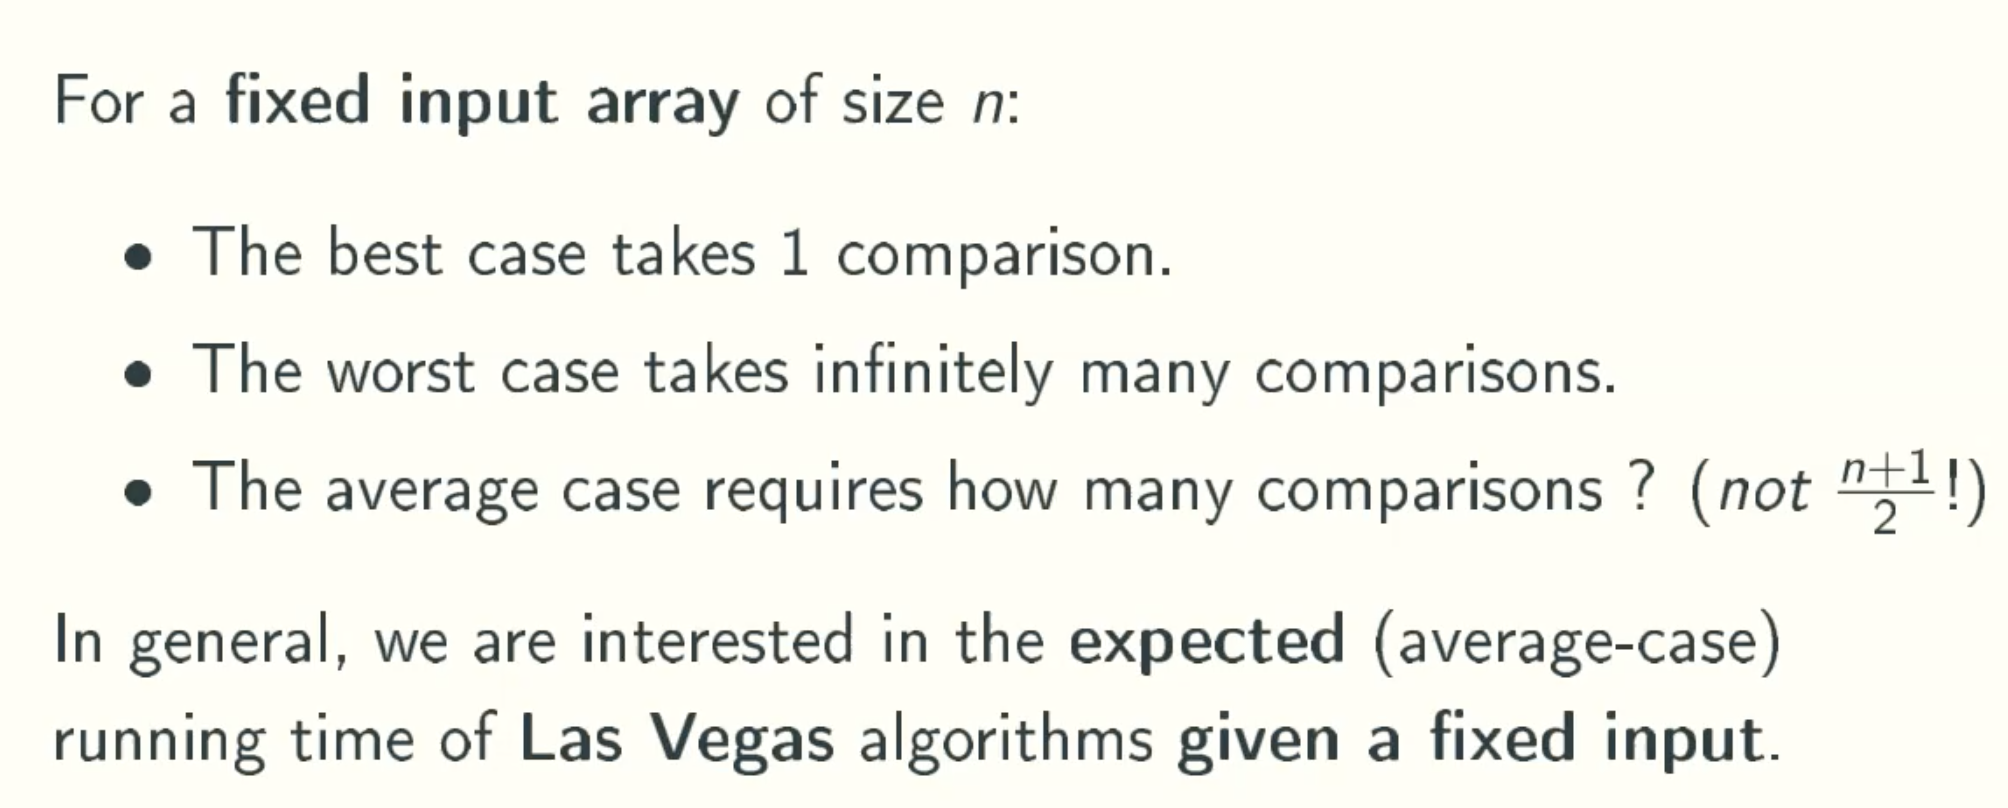 For a fixed input array of size n:
• The best case takes 1 comparison.
• The worst case takes infinitely many comparisons.
• The average case requires how many comparisons ? (not \frac{n+1}{2}!)
In general, we are interested in the expected (average-case)
running time of Las Vegas algorithms given a fixed input.